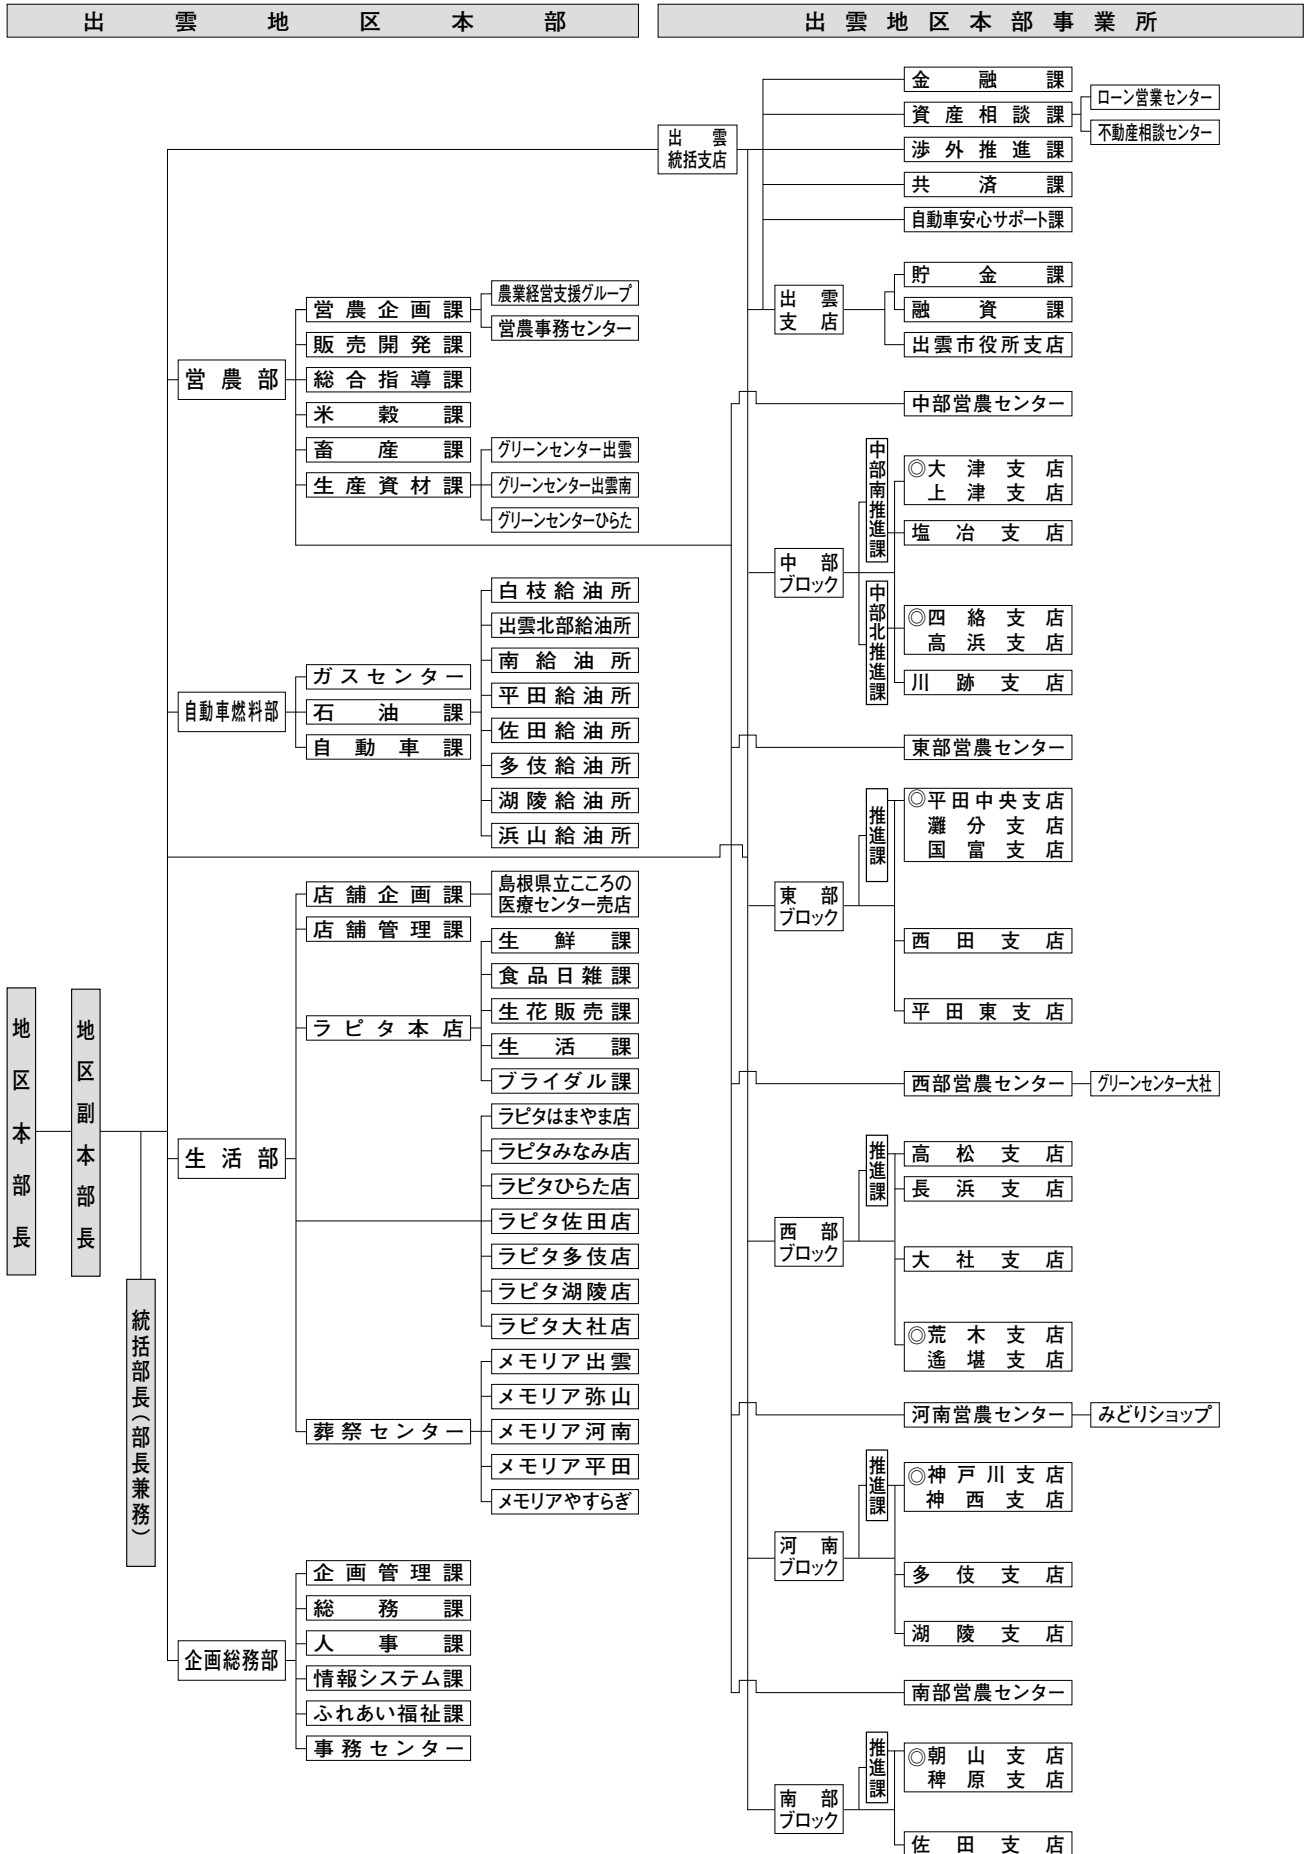 出雲地区本部
出雲地区本部事業所
地区本部長
地区副本部長
統括部長(部長兼務)
営農部
営農企画課
農業経営支援グループ
営農事務センター
販売開発課
総合指導課
米穀課
畜産課
生産資材課
グリーンセンター出雲
グリーンセンター出雲南
グリーンセンターひらた
自動車燃料部
ガスセンター
石油課
自動車課
白枝給油所
出雲北部給油所
南給油所
平田給油所
佐田給油所
多伎給油所
湖陵給油所
浜山給油所
生活部
店舗企画課
島根県立こころの
医療センター売店
店舗管理課
ラピタ本店
生鮮課
食品日雑課
生花販売課
生活課
ブライダル課
ラピタはまやま店
ラピタみなみ店
ラピタひらた店
ラピタ佐田店
ラピタ多伎店
ラピタ湖陵店
ラピタ大社店
葬祭センター
メモリア出雲
メモリア弥山
メモリア河南
メモリア平田
メモリアやすらぎ
企画総務部
企画管理課
総務課
人事課
情報システム課
ふれあい福祉課
事務センター
出雲
統括支店
金融課
資産相談課
ローン営業センター
不動産相談センター
渉外推進課
共済課
自動車安心サポート課
出雲
支店
貯金課
融資課
出雲市役所支店
中部営農センター
中部
ブロック
中部南推進課
◎大津支店
上津支店
塩冶支店
中部北推進課
◎四絡支店
高浜支店
川跡支店
東部営農センター
東部
ブロック
推進課
◎平田中央支店
灘分支店
国富支店
西田支店
平田東支店
西部営農センター
グリーンセンター大社
西部
ブロック
推進課
高松支店
長浜支店
大社支店
◎荒木支店
遙堪支店
河南営農センター
みどりショップ
河南
ブロック
推進課
◎神戸川支店
神西支店
多伎支店
湖陵支店
南部営農センター
南部
ブロック
推進課
◎朝山支店
稗原支店
佐田支店